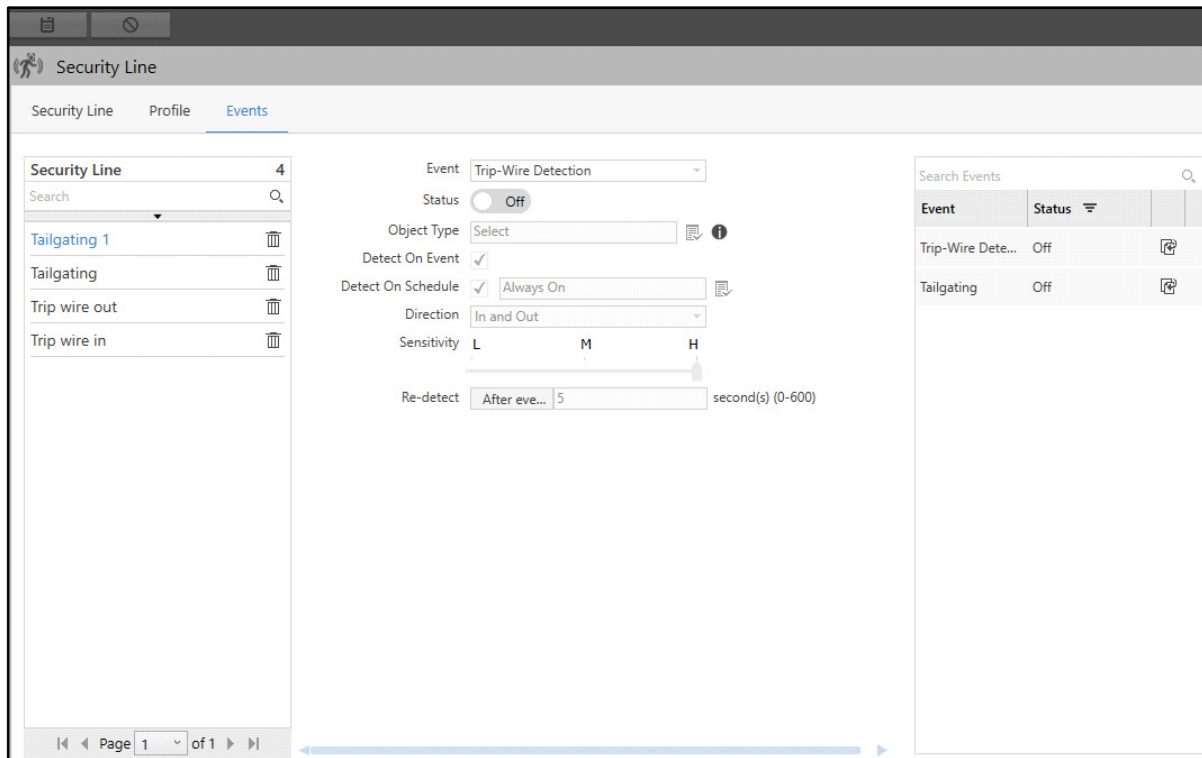 Security Line
Security Line Profile Events
Security Line 4
Search
Tailgating 1
Tailgating
Trip wire out
Trip wire in
Page 1 of 1
Event Trip-Wire Detection
Status Off
Object Type Select
Detect On Event
Detect On Schedule Always On
Direction In and Out
Sensitivity L M H
Re-detect After eve... 5 second(s) (0-600)
Search Events
Event Status
Trip-Wire Dete... Off
Tailgating Off